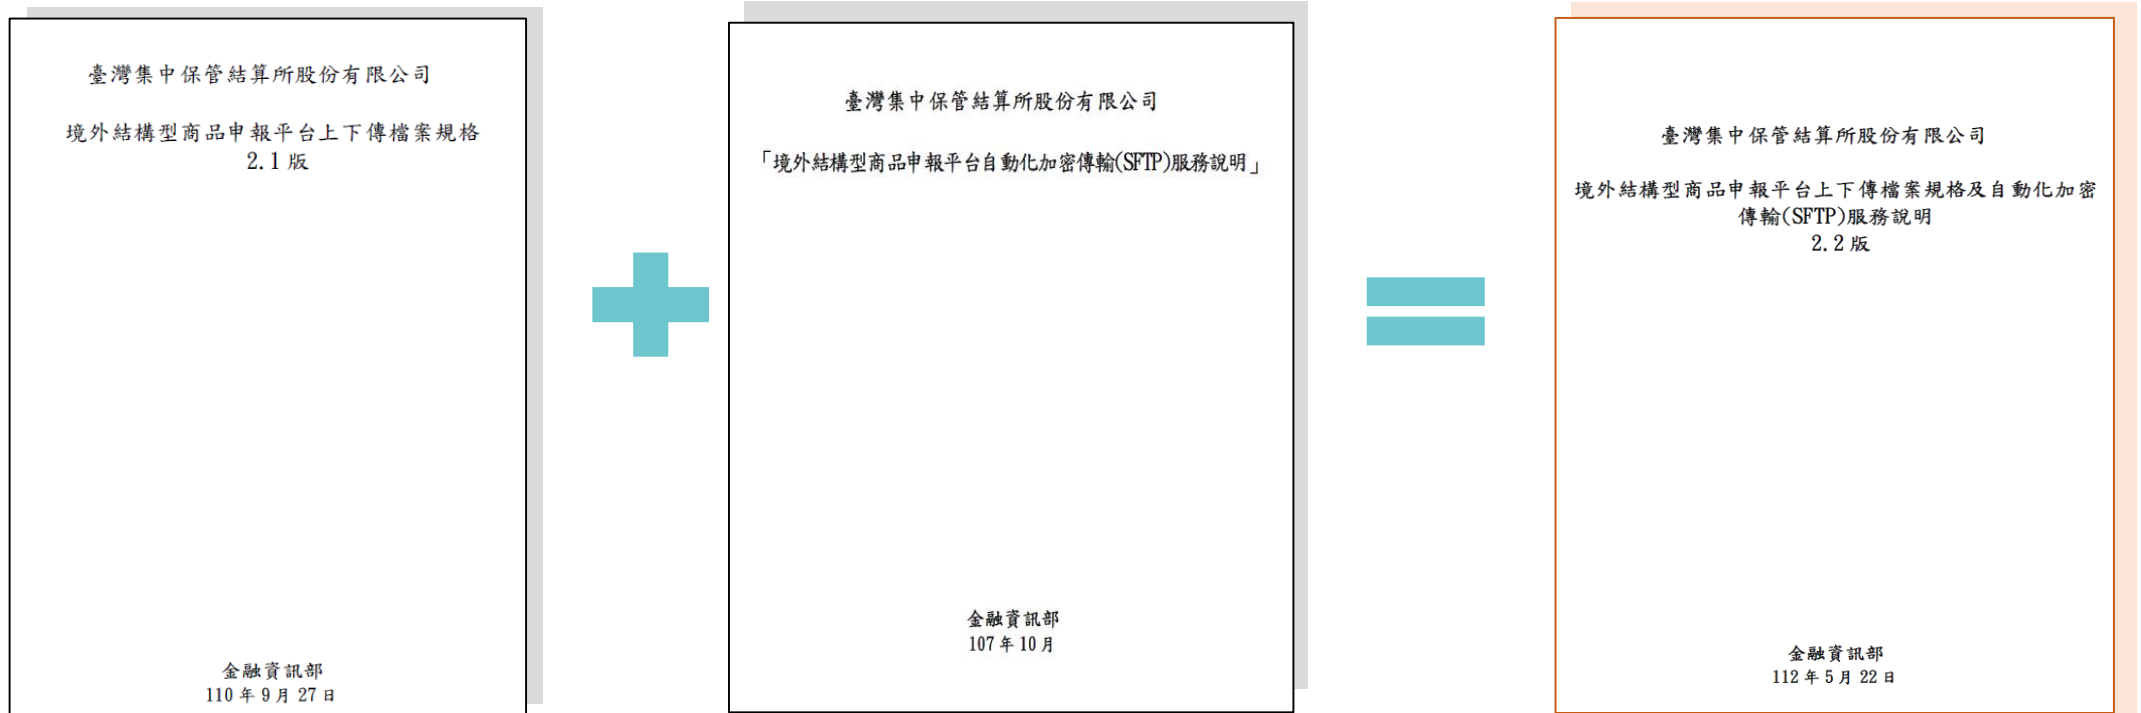 臺灣集中保管結算所股份有限公司
境外結構型商品申報平台上下傳檔案規格
2.1 版
金融資訊部
110 年 9 月 27 日
臺灣集中保管結算所股份有限公司
「境外結構型商品申報平台自動化加密傳輸(SFTP)服務說明」
金融資訊部
107 年 10 月
臺灣集中保管結算所股份有限公司
境外結構型商品申報平台上下傳檔案規格及自動化加密
傳輸(SFTP)服務說明
2.2 版
金融資訊部
112 年 5 月 22 日